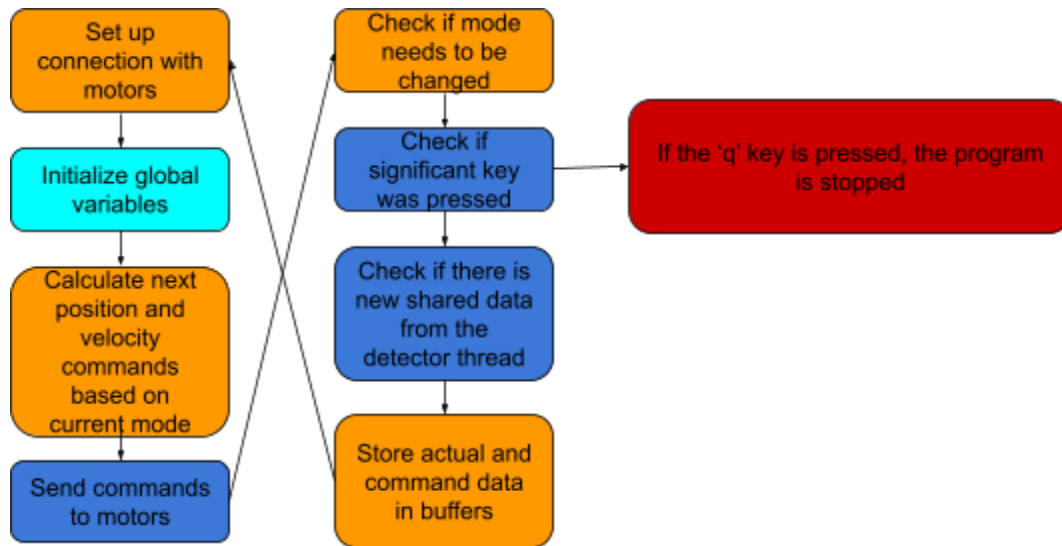 Set up
connection with
motors
Initialize global
variables
Calculate next
position and
velocity
commands
based on
current mode
Send commands
to motors
Check if mode
needs to be
changed
Check if
significant key
was pressed
Check if there is
new shared data
from the
detector thread
Store actual and
command data
in buffers
If the ‘q’ key is pressed, the program
is stopped